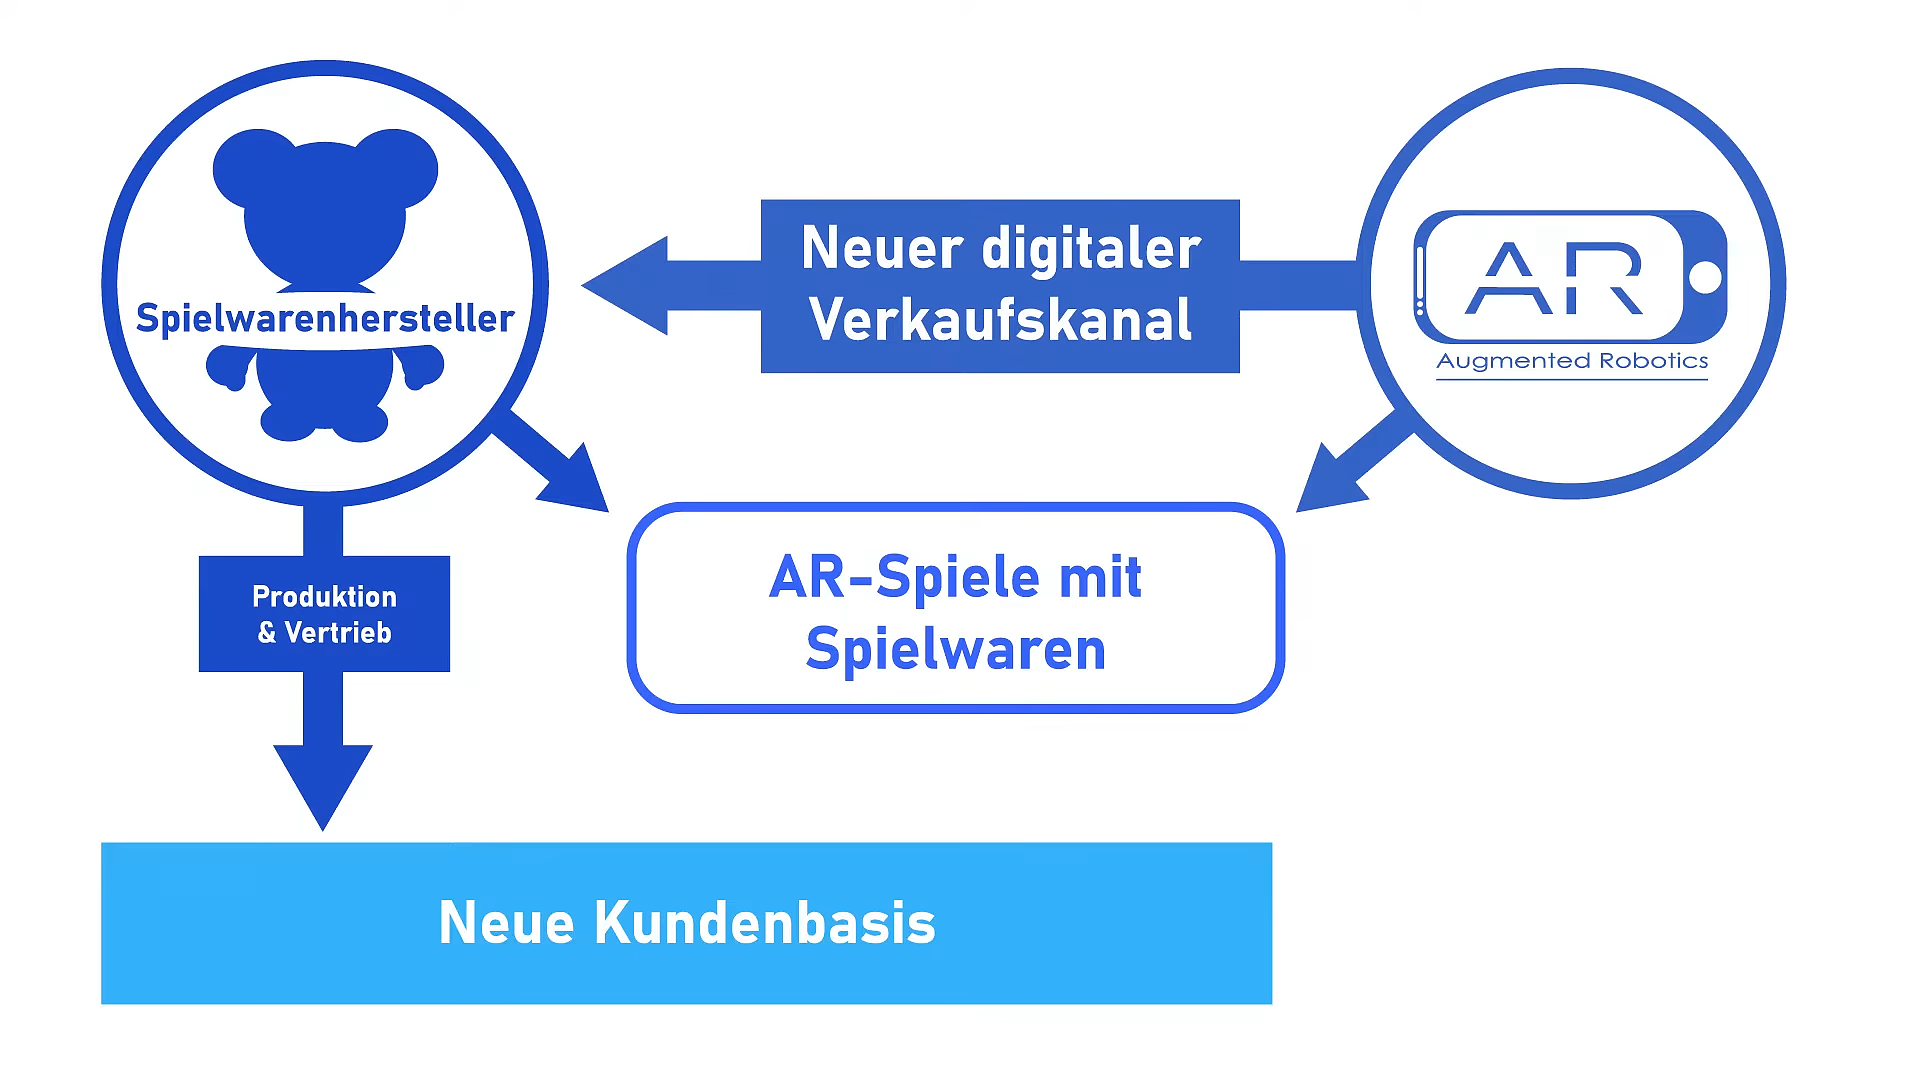 Spielwarenhersteller
Neuer digitaler
Verkaufskanal
AR
Augmented Robotics
Produktion
& Vertrieb
AR-Spiele mit
Spielwaren
Neue Kundenbasis